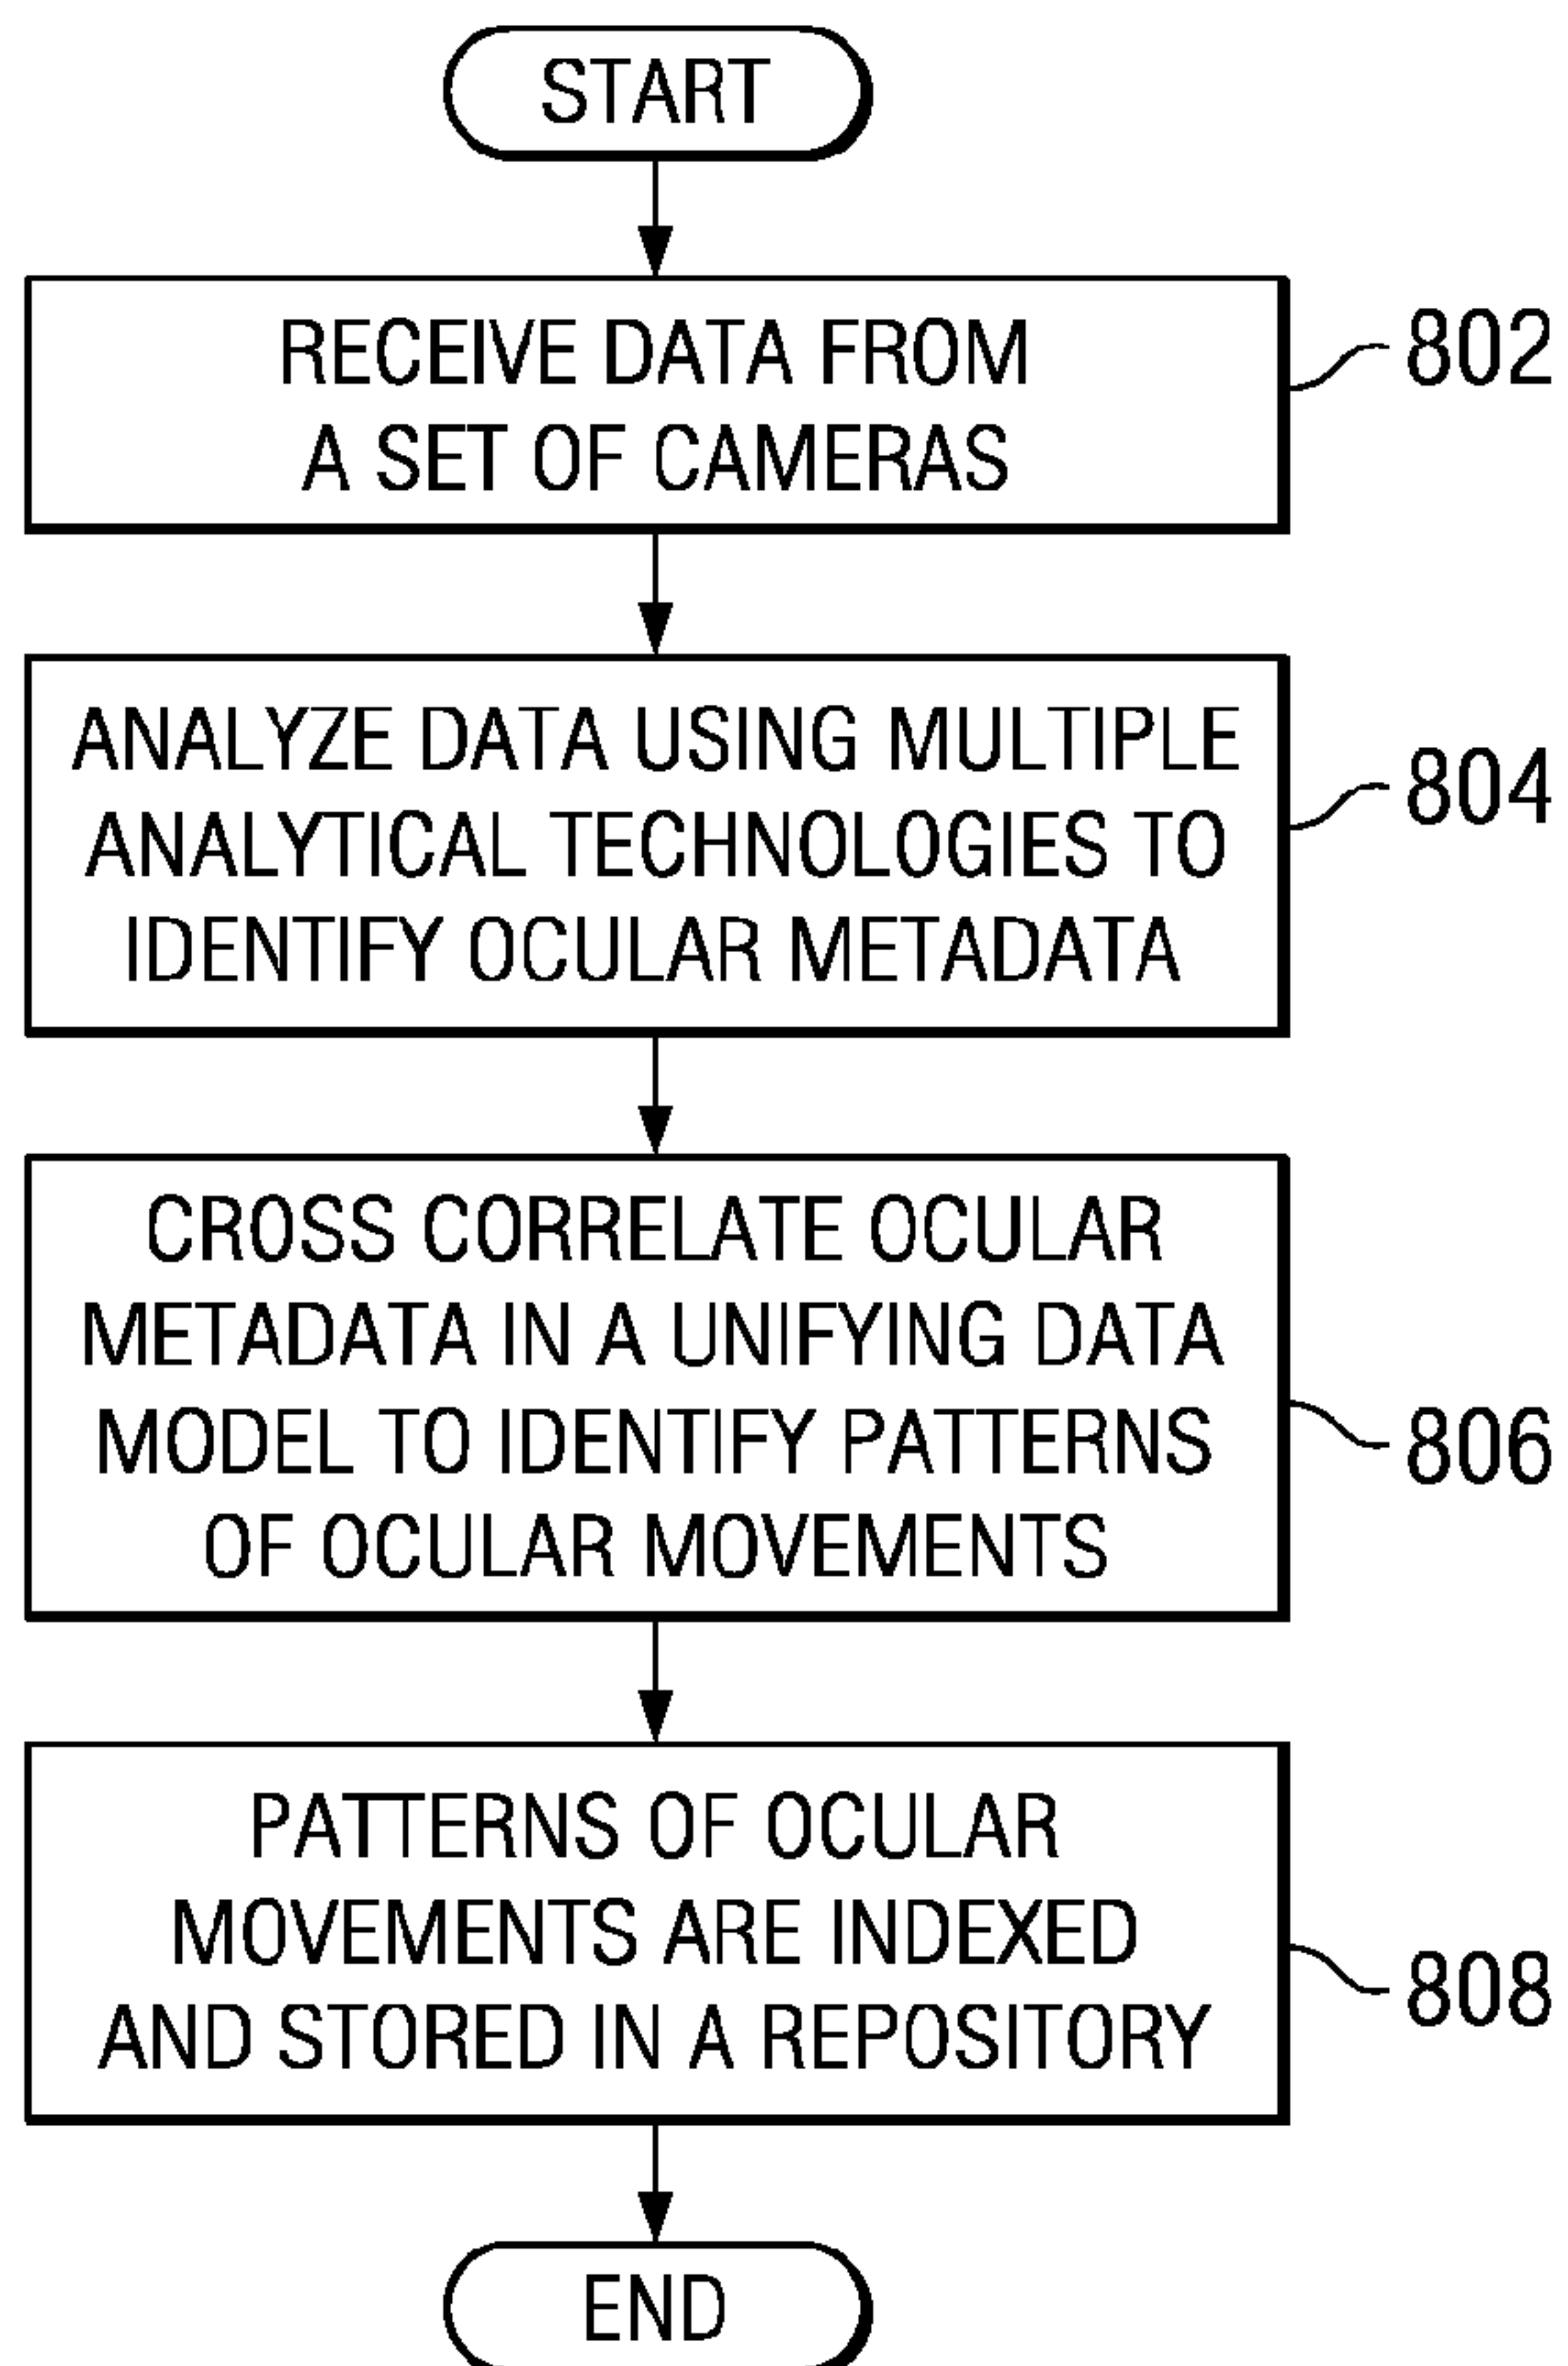 START
RECEIVE DATA FROM
A SET OF CAMERAS
802
ANALYZE DATA USING MULTIPLE
ANALYTICAL TECHNOLOGIES TO
IDENTIFY OCULAR METADATA
804
CROSS CORRELATE OCULAR
METADATA IN A UNIFYING DATA
MODEL TO IDENTIFY PATTERNS
OF OCULAR MOVEMENTS
806
PATTERNS OF OCULAR
MOVEMENTS ARE INDEXED
AND STORED IN A REPOSITORY
808
END